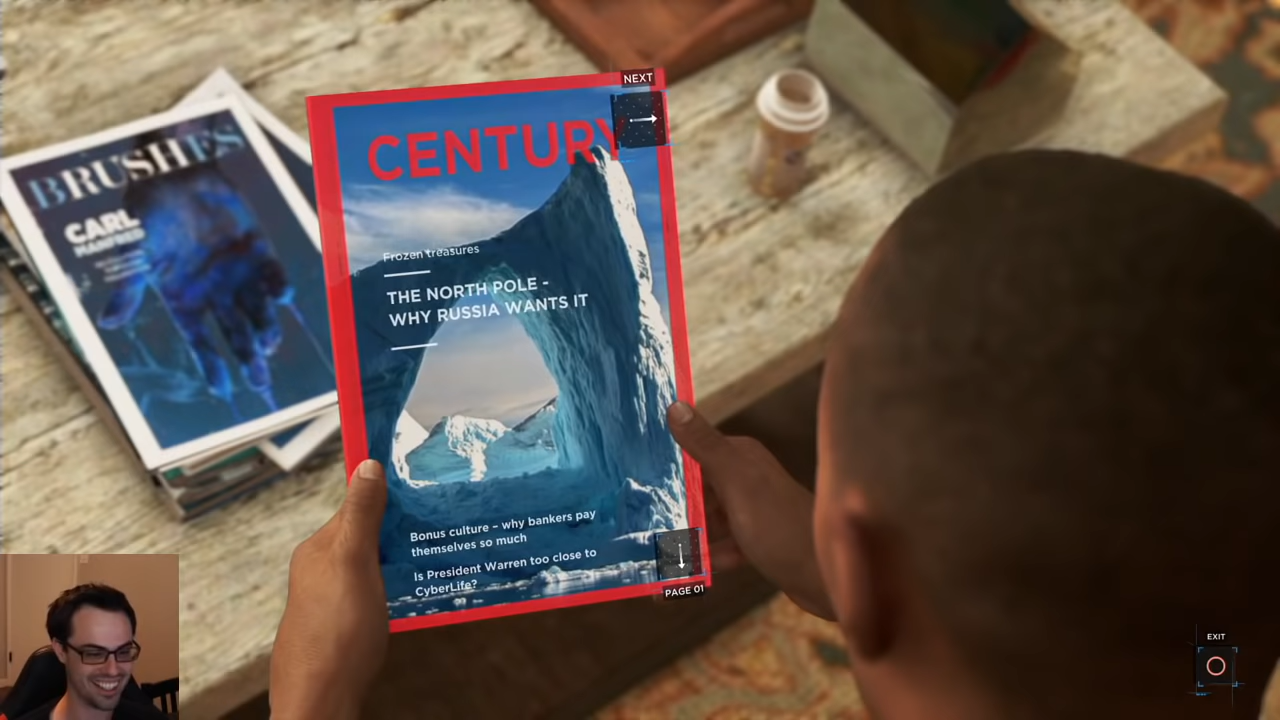 NEXT
CENTURY
BRUSHES
CARL
MANFRED
Frozen treasures
THE NORTH POLE -
WHY RUSSIA WANTS IT
Bonus culture – why bankers pay
themselves so much
Is President Warren too close to
CyberLife?
PAGE 01
EXIT